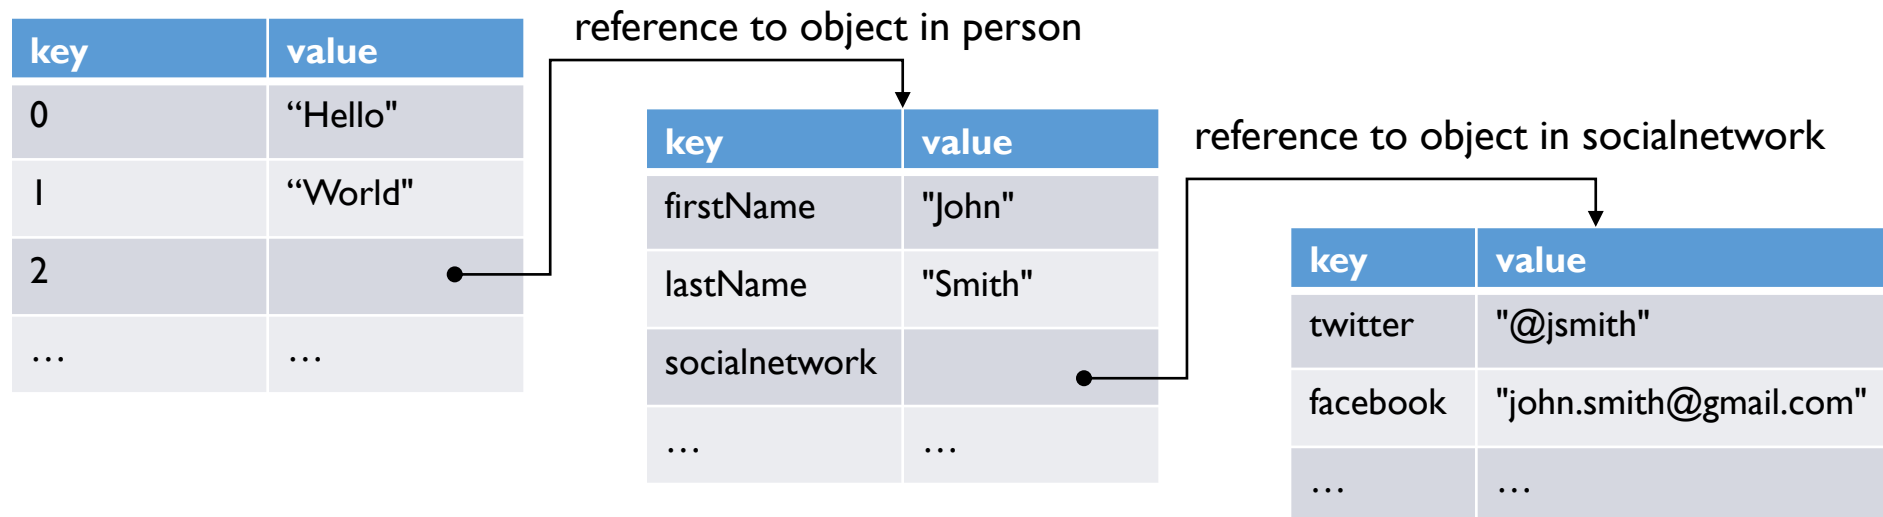 reference to object in person
key value
0 “Hello"
1 “World"
2
… …
key value
firstName "John"
lastName "Smith"
socialnetwork
… …
reference to object in socialnetwork
key value
twitter "@jsmith"
facebook "john.smith@gmail.com"
… …